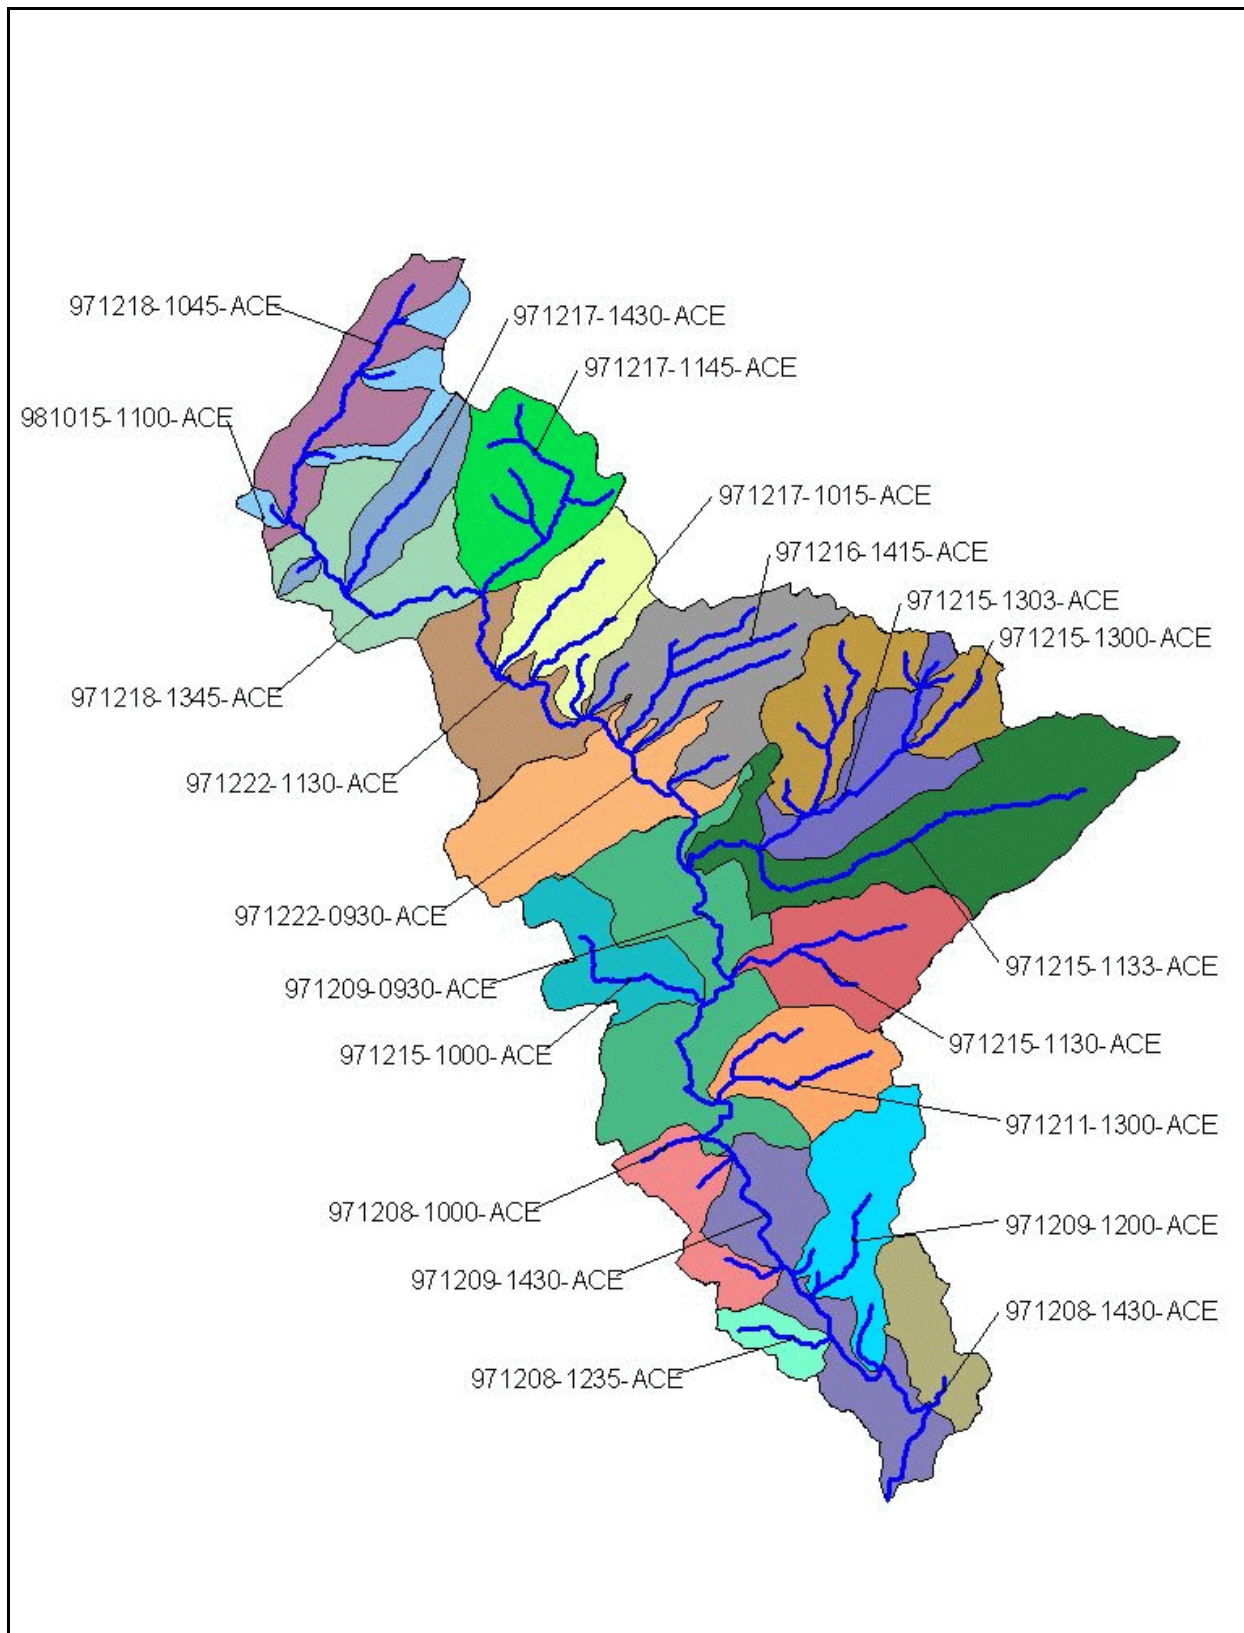 971218-1045-ACE
971217-1430-ACE
971217-1145-ACE
981015-1100-ACE
971217-1015-ACE
971216-1415-ACE
971215-1303-ACE
971215-1300-ACE
971218-1345-ACE
971222-1130-ACE
971222-0930-ACE
971215-1133-ACE
971209-0930-ACE
971215-1000-ACE
971215-1130-ACE
971211-1300-ACE
971208-1000-ACE
971209-1200-ACE
971209-1430-ACE
971208-1430-ACE
971208-1235-ACE